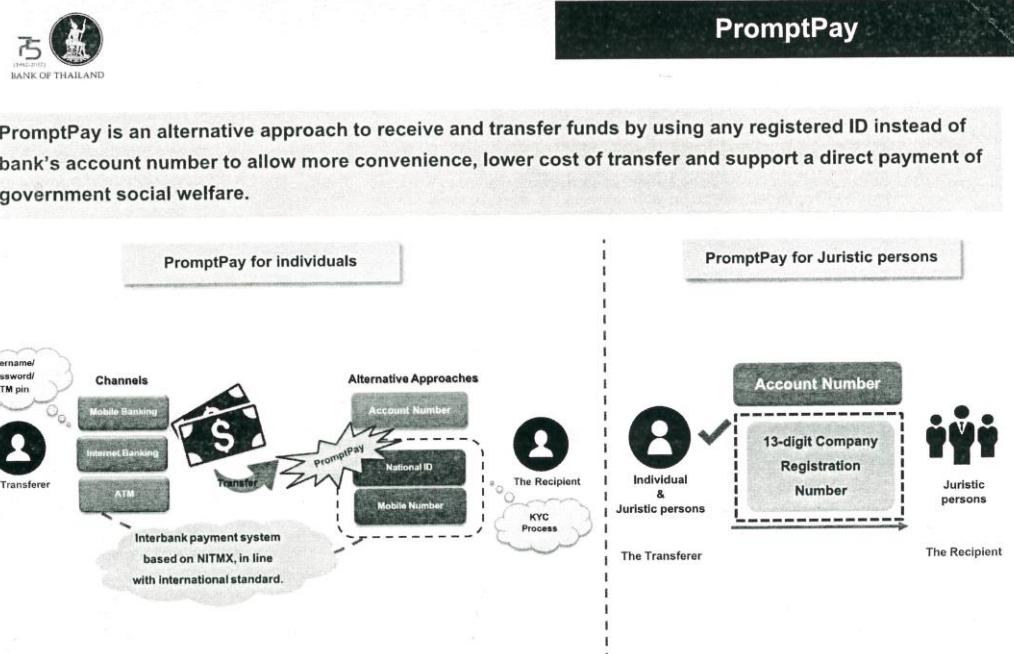 PromptPay
75
BANK OF THAILAND
PromptPay is an alternative approach to receive and transfer funds by using any registered ID instead of
bank's account number to allow more convenience, lower cost of transfer and support a direct payment of
government social welfare.
PromptPay for individuals
ername/
ssword/
TM pin
Transferer
Channels
Mobile Banking
Internet Banking
ATM
$
Transfer
Alternative Approaches
Account Number
PromptPay
National ID
Mobile Number
The Recipient
KYC
Process
Interbank payment system
based on NITMX, in line
with international standard.
PromptPay for Juristic persons
Individual
&
Juristic persons
The Transferer
Account Number
13-digit Company
Registration
Number
Juristic
persons
The Recipient